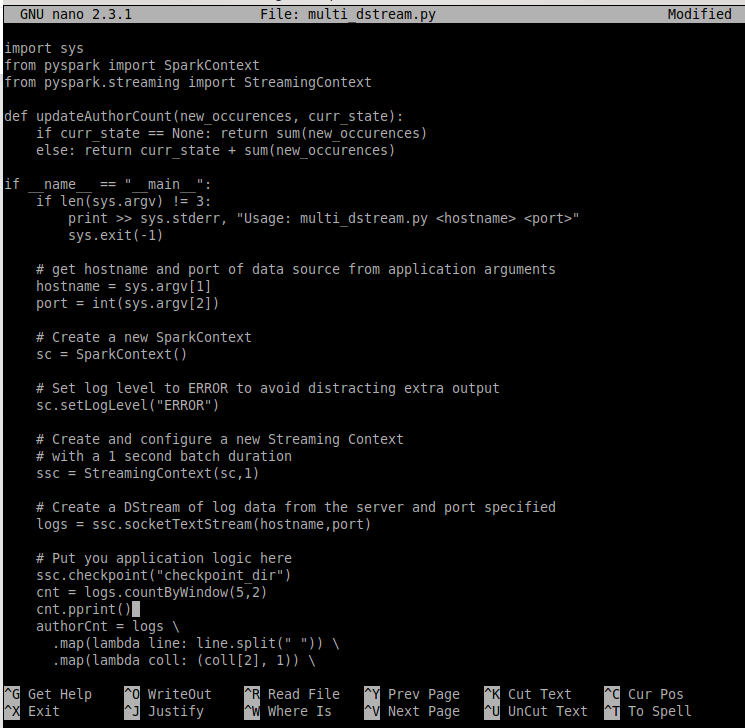 GNU nano 2.3.1 File: multi_dstream.py Modified
import sys
from pyspark import SparkContext
from pyspark.streaming import StreamingContext
def updateAuthorCount(new_occurences, curr_state):
    if curr_state == None: return sum(new_occurences)
    else: return curr_state + sum(new_occurences)
if __name__ == "__main__":
    if len(sys.argv) != 3:
        print >> sys.stderr, "Usage: multi_dstream.py <hostname> <port>"
        sys.exit(-1)
    # get hostname and port of data source from application arguments
    hostname = sys.argv[1]
    port = int(sys.argv[2])
    # Create a new SparkContext
    sc = SparkContext()
    # Set log level to ERROR to avoid distracting extra output
    sc.setLogLevel("ERROR")
    # Create and configure a new Streaming Context
    # with a 1 second batch duration
    ssc = StreamingContext(sc,1)
    # Create a DStream of log data from the server and port specified
    logs = ssc.socketTextStream(hostname,port)
    # Put you application logic here
    ssc.checkpoint("checkpoint_dir")
    cnt = logs.countByWindow(5,2)
    cnt.pprint()
    authorCnt = logs \
      .map(lambda line: line.split(" ")) \
      .map(lambda coll: (coll[2], 1)) \
^G Get Help ^O WriteOut ^R Read File ^Y Prev Page ^K Cut Text ^C Cur Pos
^X Exit ^J Justify ^W Where Is ^V Next Page ^U UnCut Text ^T To Spell